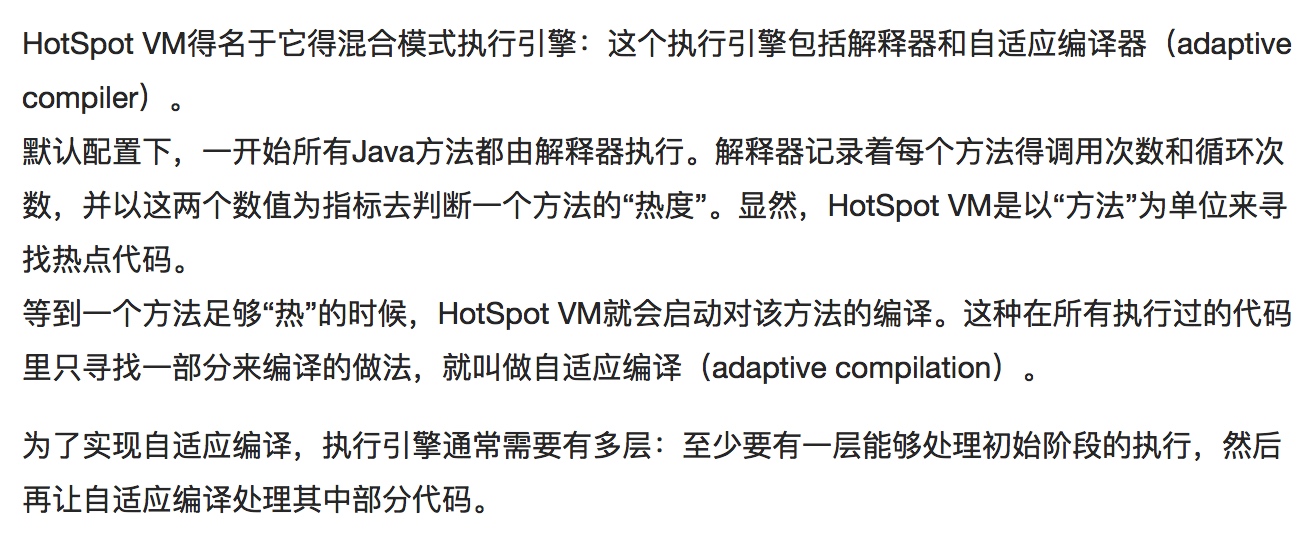 HotSpot VM得名于它得混合模式执行引擎：这个执行引擎包括解释器和自适应编译器（adaptive
compiler）。
默认配置下，一开始所有Java方法都由解释器执行。解释器记录着每个方法得调用次数和循环次
数，并以这两个数值为指标去判断一个方法的“热度”。显然，HotSpot VM是以“方法”为单位来寻
找热点代码。
等到一个方法足够“热”的时候，HotSpot VM就会启动对该方法的编译。这种在所有执行过的代码
里只寻找一部分来编译的做法，就叫做自适应编译（adaptive compilation）。
为了实现自适应编译，执行引擎通常需要有多层：至少要有一层能够处理初始阶段的执行，然后
再让自适应编译处理其中部分代码。